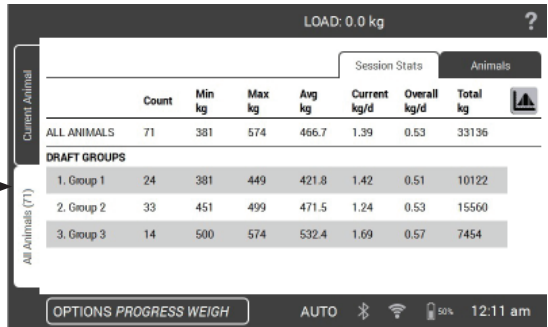 LOAD: 0.0 kg ?
Session Stats Animals
Current Animal
All Animals (71)
Count Min kg Max kg Avg kg Current kg/d Overall kg/d Total kg
ALL ANIMALS 71 381 574 466.7 1.39 0.53 33136
DRAFT GROUPS
1. Group 1 24 381 449 421.8 1.42 0.51 10122
2. Group 2 33 451 499 471.5 1.24 0.53 15560
3. Group 3 14 500 574 532.4 1.69 0.57 7454
OPTIONS PROGRESS WEIGH AUTO 50% 12:11 am